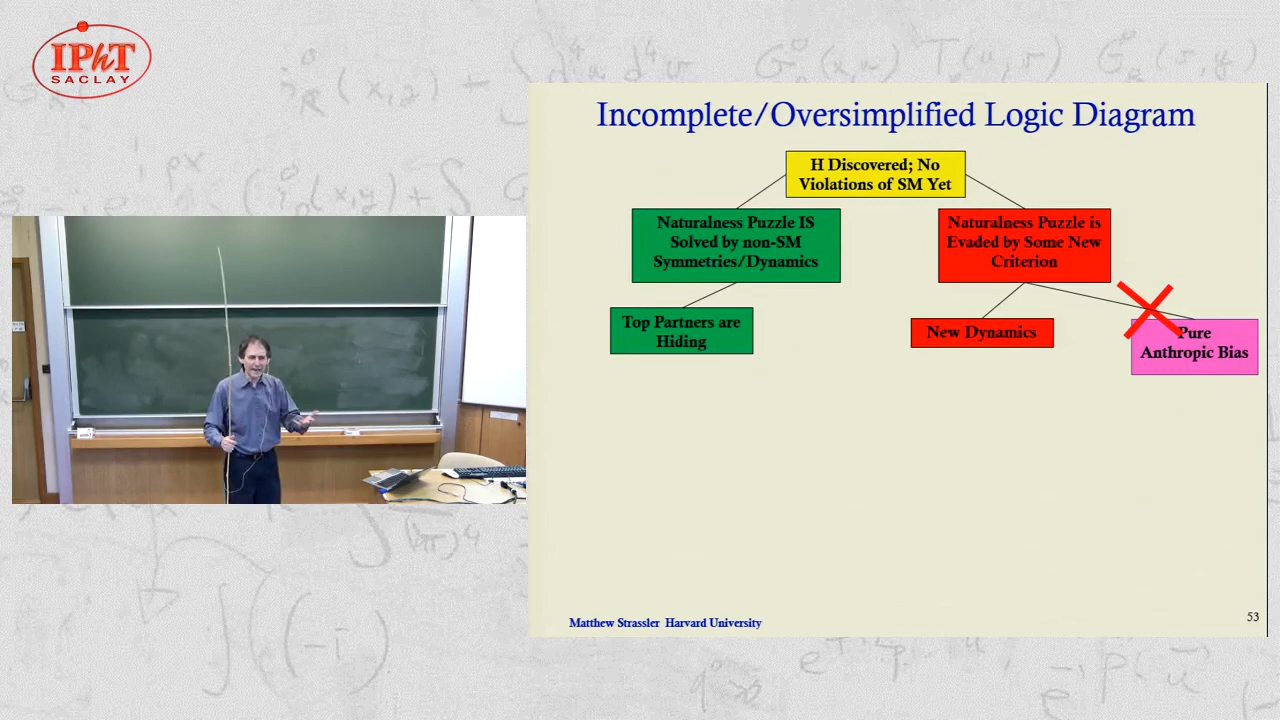 IPhT
SACLAY
Incomplete/Oversimplified Logic Diagram
H Discovered; No
Violations of SM Yet
Naturalness Puzzle IS
Solved by non-SM
Symmetries/Dynamics
Naturalness Puzzle is
Evaded by Some New
Criterion
Top Partners are
Hiding
New Dynamics
Pure
Anthropic Bias
Matthew Strassler Harvard University
53